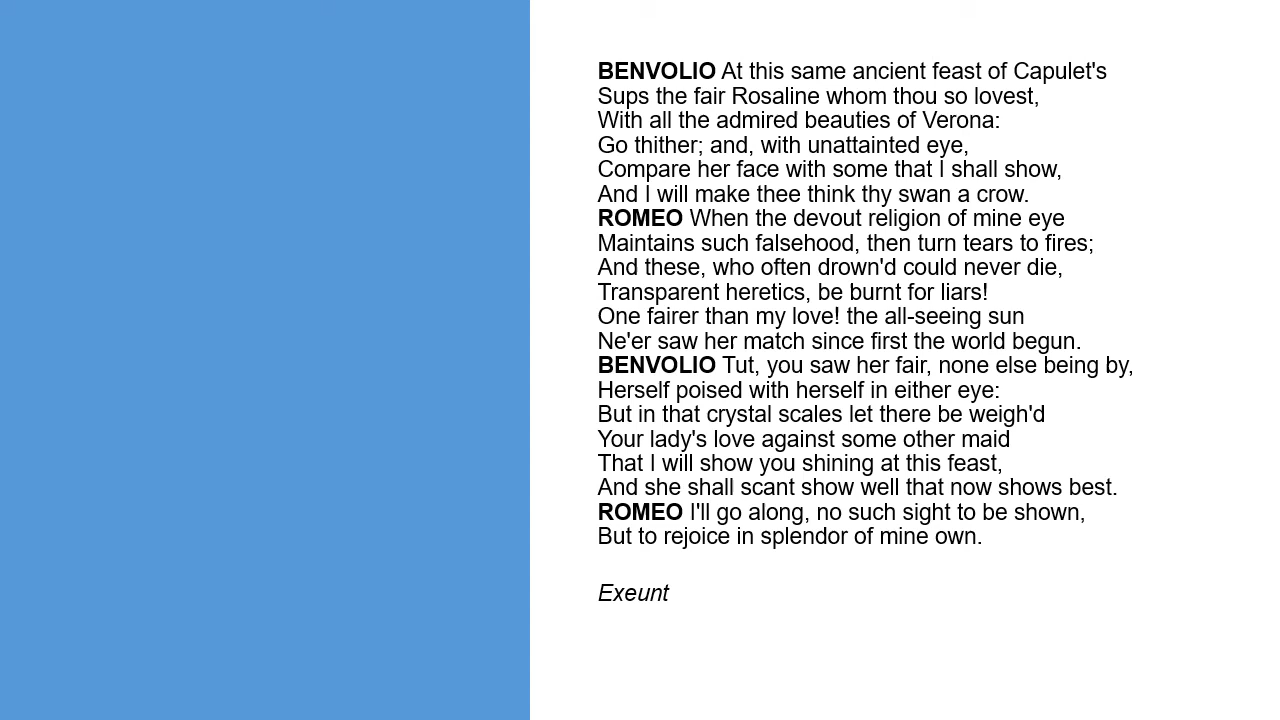 BENVOLIO At this same ancient feast of Capulet's
Sups the fair Rosaline whom thou so lovest,
With all the admired beauties of Verona:
Go thither; and, with unattainted eye,
Compare her face with some that I shall show,
And I will make thee think thy swan a crow.
ROMEO When the devout religion of mine eye
Maintains such falsehood, then turn tears to fires;
And these, who often drown'd could never die,
Transparent heretics, be burnt for liars!
One fairer than my love! the all-seeing sun
Ne'er saw her match since first the world begun.
BENVOLIO Tut, you saw her fair, none else being by,
Herself poised with herself in either eye:
But in that crystal scales let there be weigh'd
Your lady's love against some other maid
That I will show you shining at this feast,
And she shall scant show well that now shows best.
ROMEO I'll go along, no such sight to be shown,
But to rejoice in splendor of mine own.
Exeunt